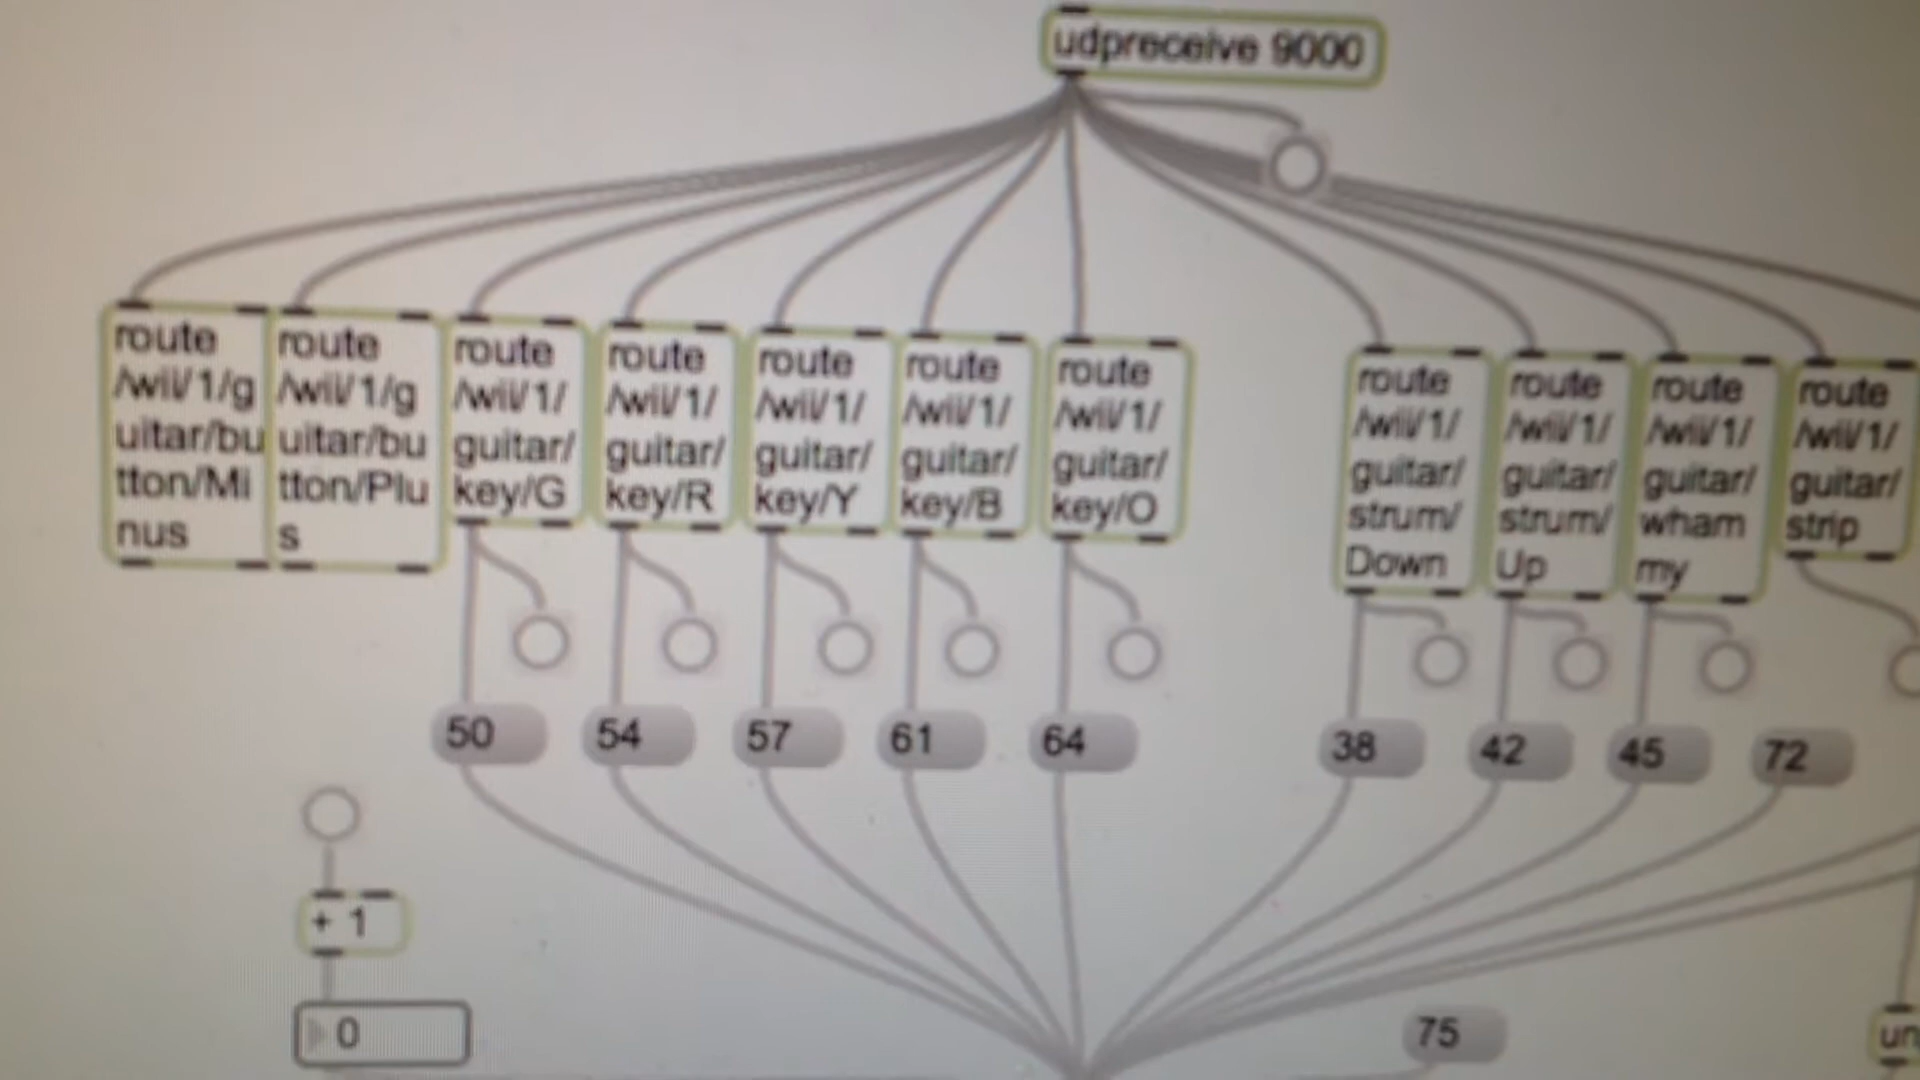 udpreceive 9000
route
/wii/1/g
uitar/bu
tton/Mi
nus
route
/wii/1/g
uitar/bu
tton/Plu
s
route
/wii/1/
guitar/
key/G
route
/wii/1/
guitar/
key/R
route
/wii/1/
guitar/
key/Y
route
/wii/1/
guitar/
key/B
route
/wii/1/
guitar/
key/O
route
/wii/1/
guitar/
strum/
Down
route
/wii/1/
guitar/
strum/
Up
route
/wii/1/
guitar/
wham
my
route
/wii/1/
guitar/
strip
50
54
57
61
64
38
42
45
72
+ 1
0
75
un